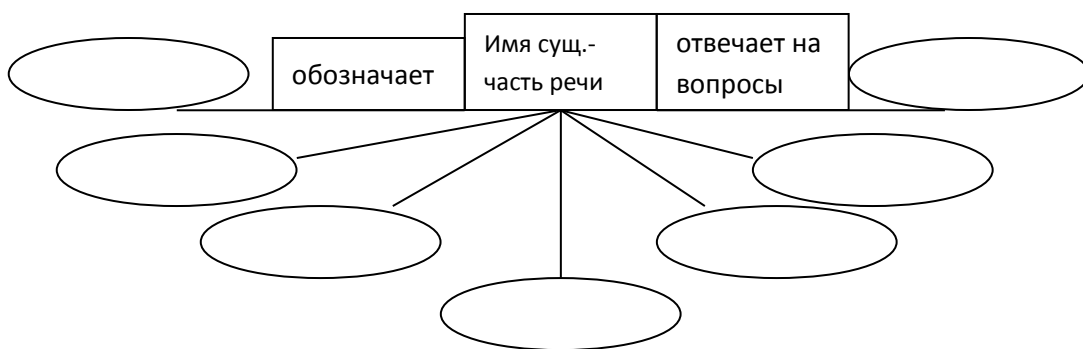 обозначает
Имя сущ.-
часть речи
отвечает на
вопросы